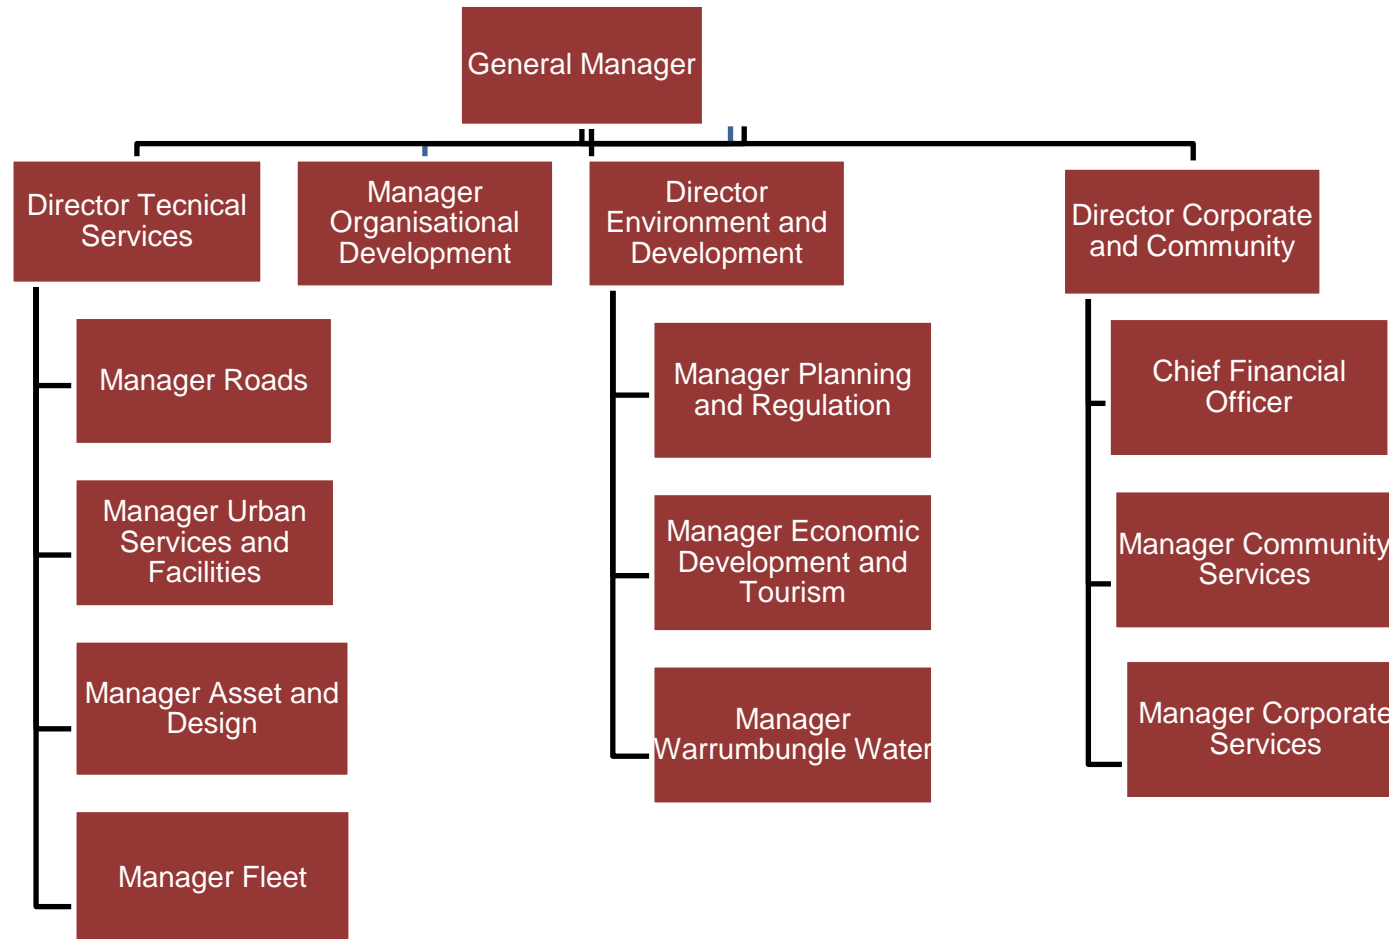 General Manager
Director Tecnical
Services
Manager
Organisational
Development
Director
Environment and
Development
Director Corporate
and Community
Manager Roads
Manager Urban
Services and
Facilities
Manager Asset and
Design
Manager Fleet
Manager Planning
and Regulation
Manager Economic
Development and
Tourism
Manager
Warrumbungle Water
Chief Financial
Officer
Manager Community
Services
Manager Corporate
Services